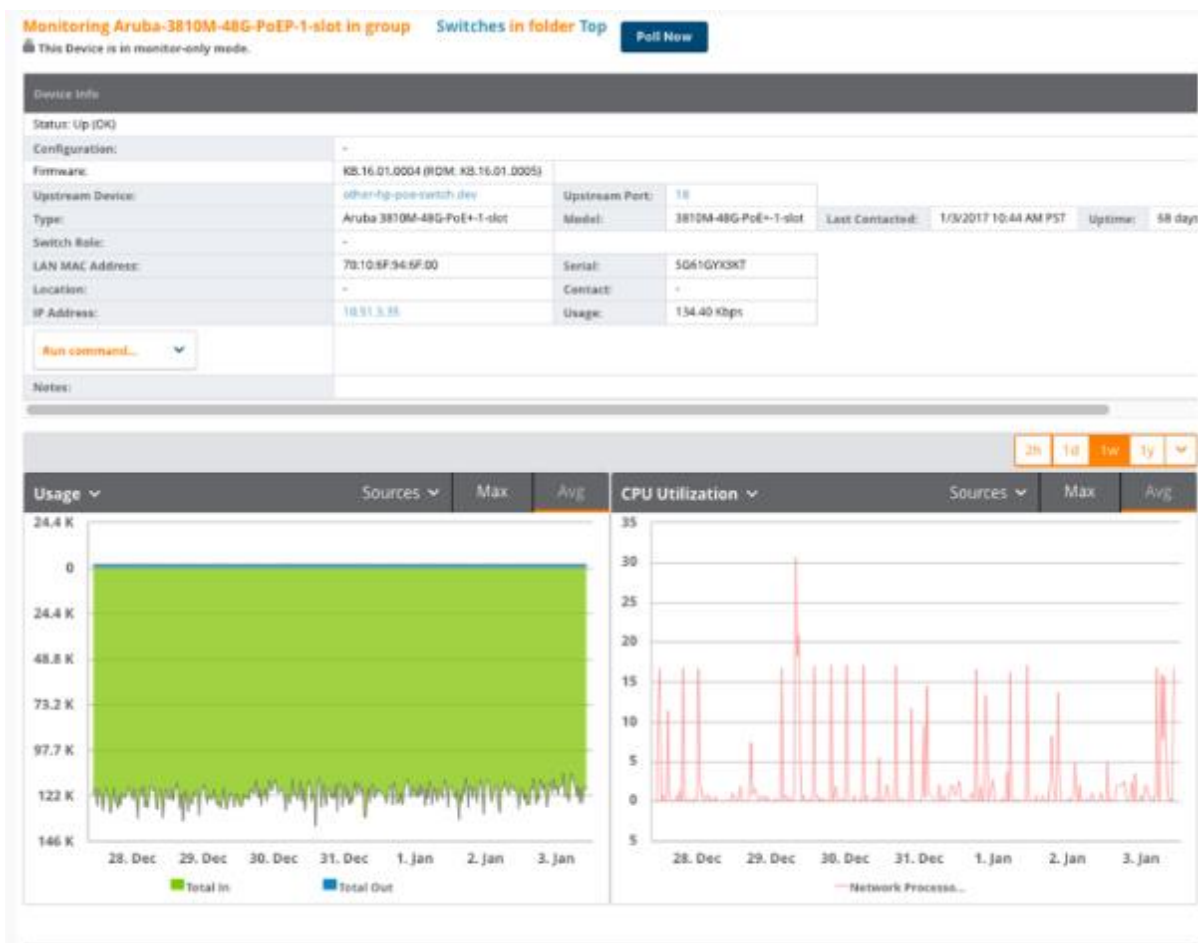 Monitoring Aruba-3810M-48G-PoEP-1-slot in group Switches in folder Top
Poll Now
This Device is in monitor-only mode.
Device Info
Status: Up (OK)
Configuration: -
Firmware: KB.16.01.0004 (ROM: KB.16.01.0005)
Upstream Device: other-hp-poe-switch.dev Upstream Port: 18
Type: Aruba 3810M-48G-PoE+-1-slot Model: 3810M-48G-PoE+-1-slot Last Contacted: 1/3/2017 10:44 AM PST Uptime: 58 days
Switch Role: -
LAN MAC Address: 70:10:6F:94:6F:00 Serial: SG61GYX3KT
Location: - Contact: -
IP Address: 10.51.3.35 Usage: 134.40 Kbps
Run command...
Notes:
2h 1d 1w 1y
Usage Sources Max Avg
24.4 K
0
24.4 K
48.8 K
73.2 K
97.7 K
122 K
146 K
28. Dec 29. Dec 30. Dec 31. Dec 1. Jan 2. Jan 3. Jan
Total In Total Out
CPU Utilization Sources Max Avg
35
30
25
20
15
10
5
0
5
28. Dec 29. Dec 30. Dec 31. Dec 1. Jan 2. Jan 3. Jan
Network Processo...